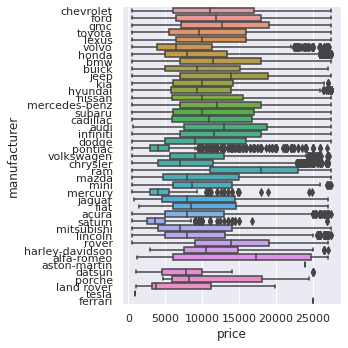 chevrolet
ford
gmc
toyota
lexus
volvo
honda
bmw
buick
jeep
kia
hyundai
nissan
mercedes-benz
subaru
cadillac
audi
infiniti
dodge
pontiac
volkswagen
chrysler
ram
mazda
mini
mercury
jaguar
fiat
acura
saturn
mitsubishi
lincoln
rover
harley-davidson
alfa-romeo
aston-martin
datsun
porche
land rover
tesla
ferrari
manufacturer
0 5000 10000 15000 20000 25000
price